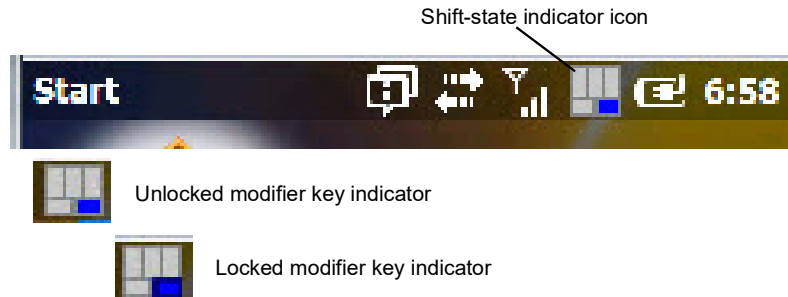 Shift-state indicator icon
Start 6:58
Unlocked modifier key indicator
Locked modifier key indicator